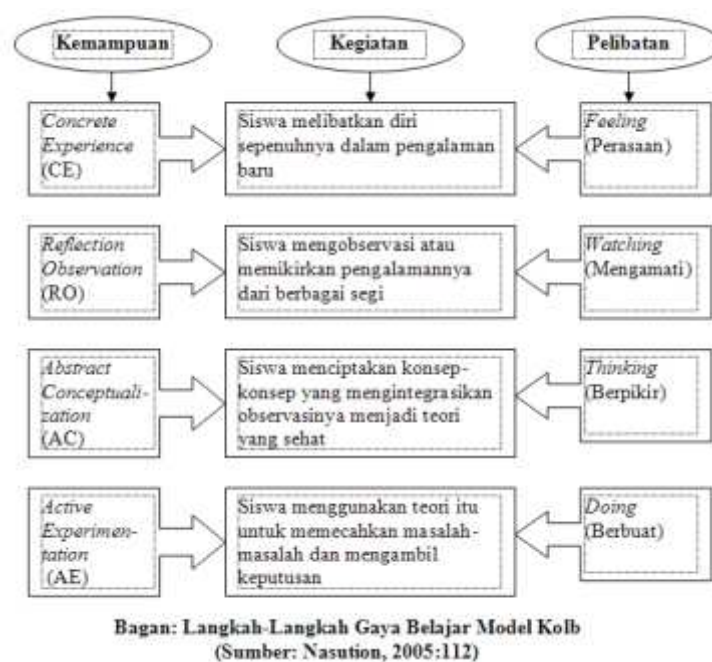 Kemampuan
Kegiatan
Pelibatan
Concrete
Experience
(CE)
Siswa melibatkan diri
sepenuhnya dalam pengalaman
baru
Feeling
(Perasaan)
Reflection
Observation
(RO)
Siswa mengobservasi atau
memikirkan pengalamannya
dari berbagai segi
Watching
(Mengamati)
Abstract
Conceptuali-
zation
(AC)
Siswa menciptakan konsep-
konsep yang mengintegrasikan
observasinya menjadi teori
yang sehat
Thinking
(Berpikir)
Active
Experimen-
tation
(AE)
Siswa menggunakan teori itu
untuk memecahkan masalah-
masalah dan mengambil
keputusan
Doing
(Berbuat)
Bagan: Langkah-Langkah Gaya Belajar Model Kolb
(Sumber: Nasution, 2005:112)